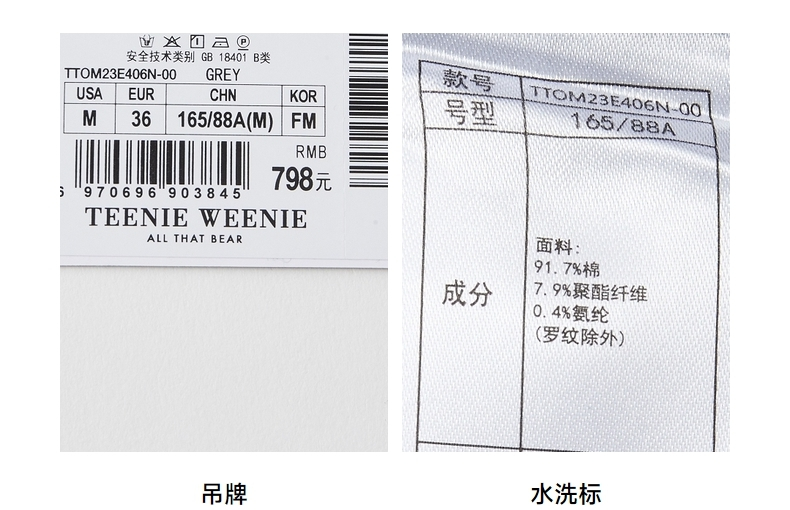 安全技术类别 GB 18401 B类
TTOM23E406N-00 GREY
USA EUR CHN KOR
M 36 165/88A(M) FM
RMB
798元
6 970696 903845
TEENIE WEENIE
ALL THAT BEAR
款号 TTOM23E406N-00
号型 165/88A
成分
面料:
91.7%棉
7.9%聚酯纤维
0.4%氨纶
(罗纹除外)
吊牌 水洗标